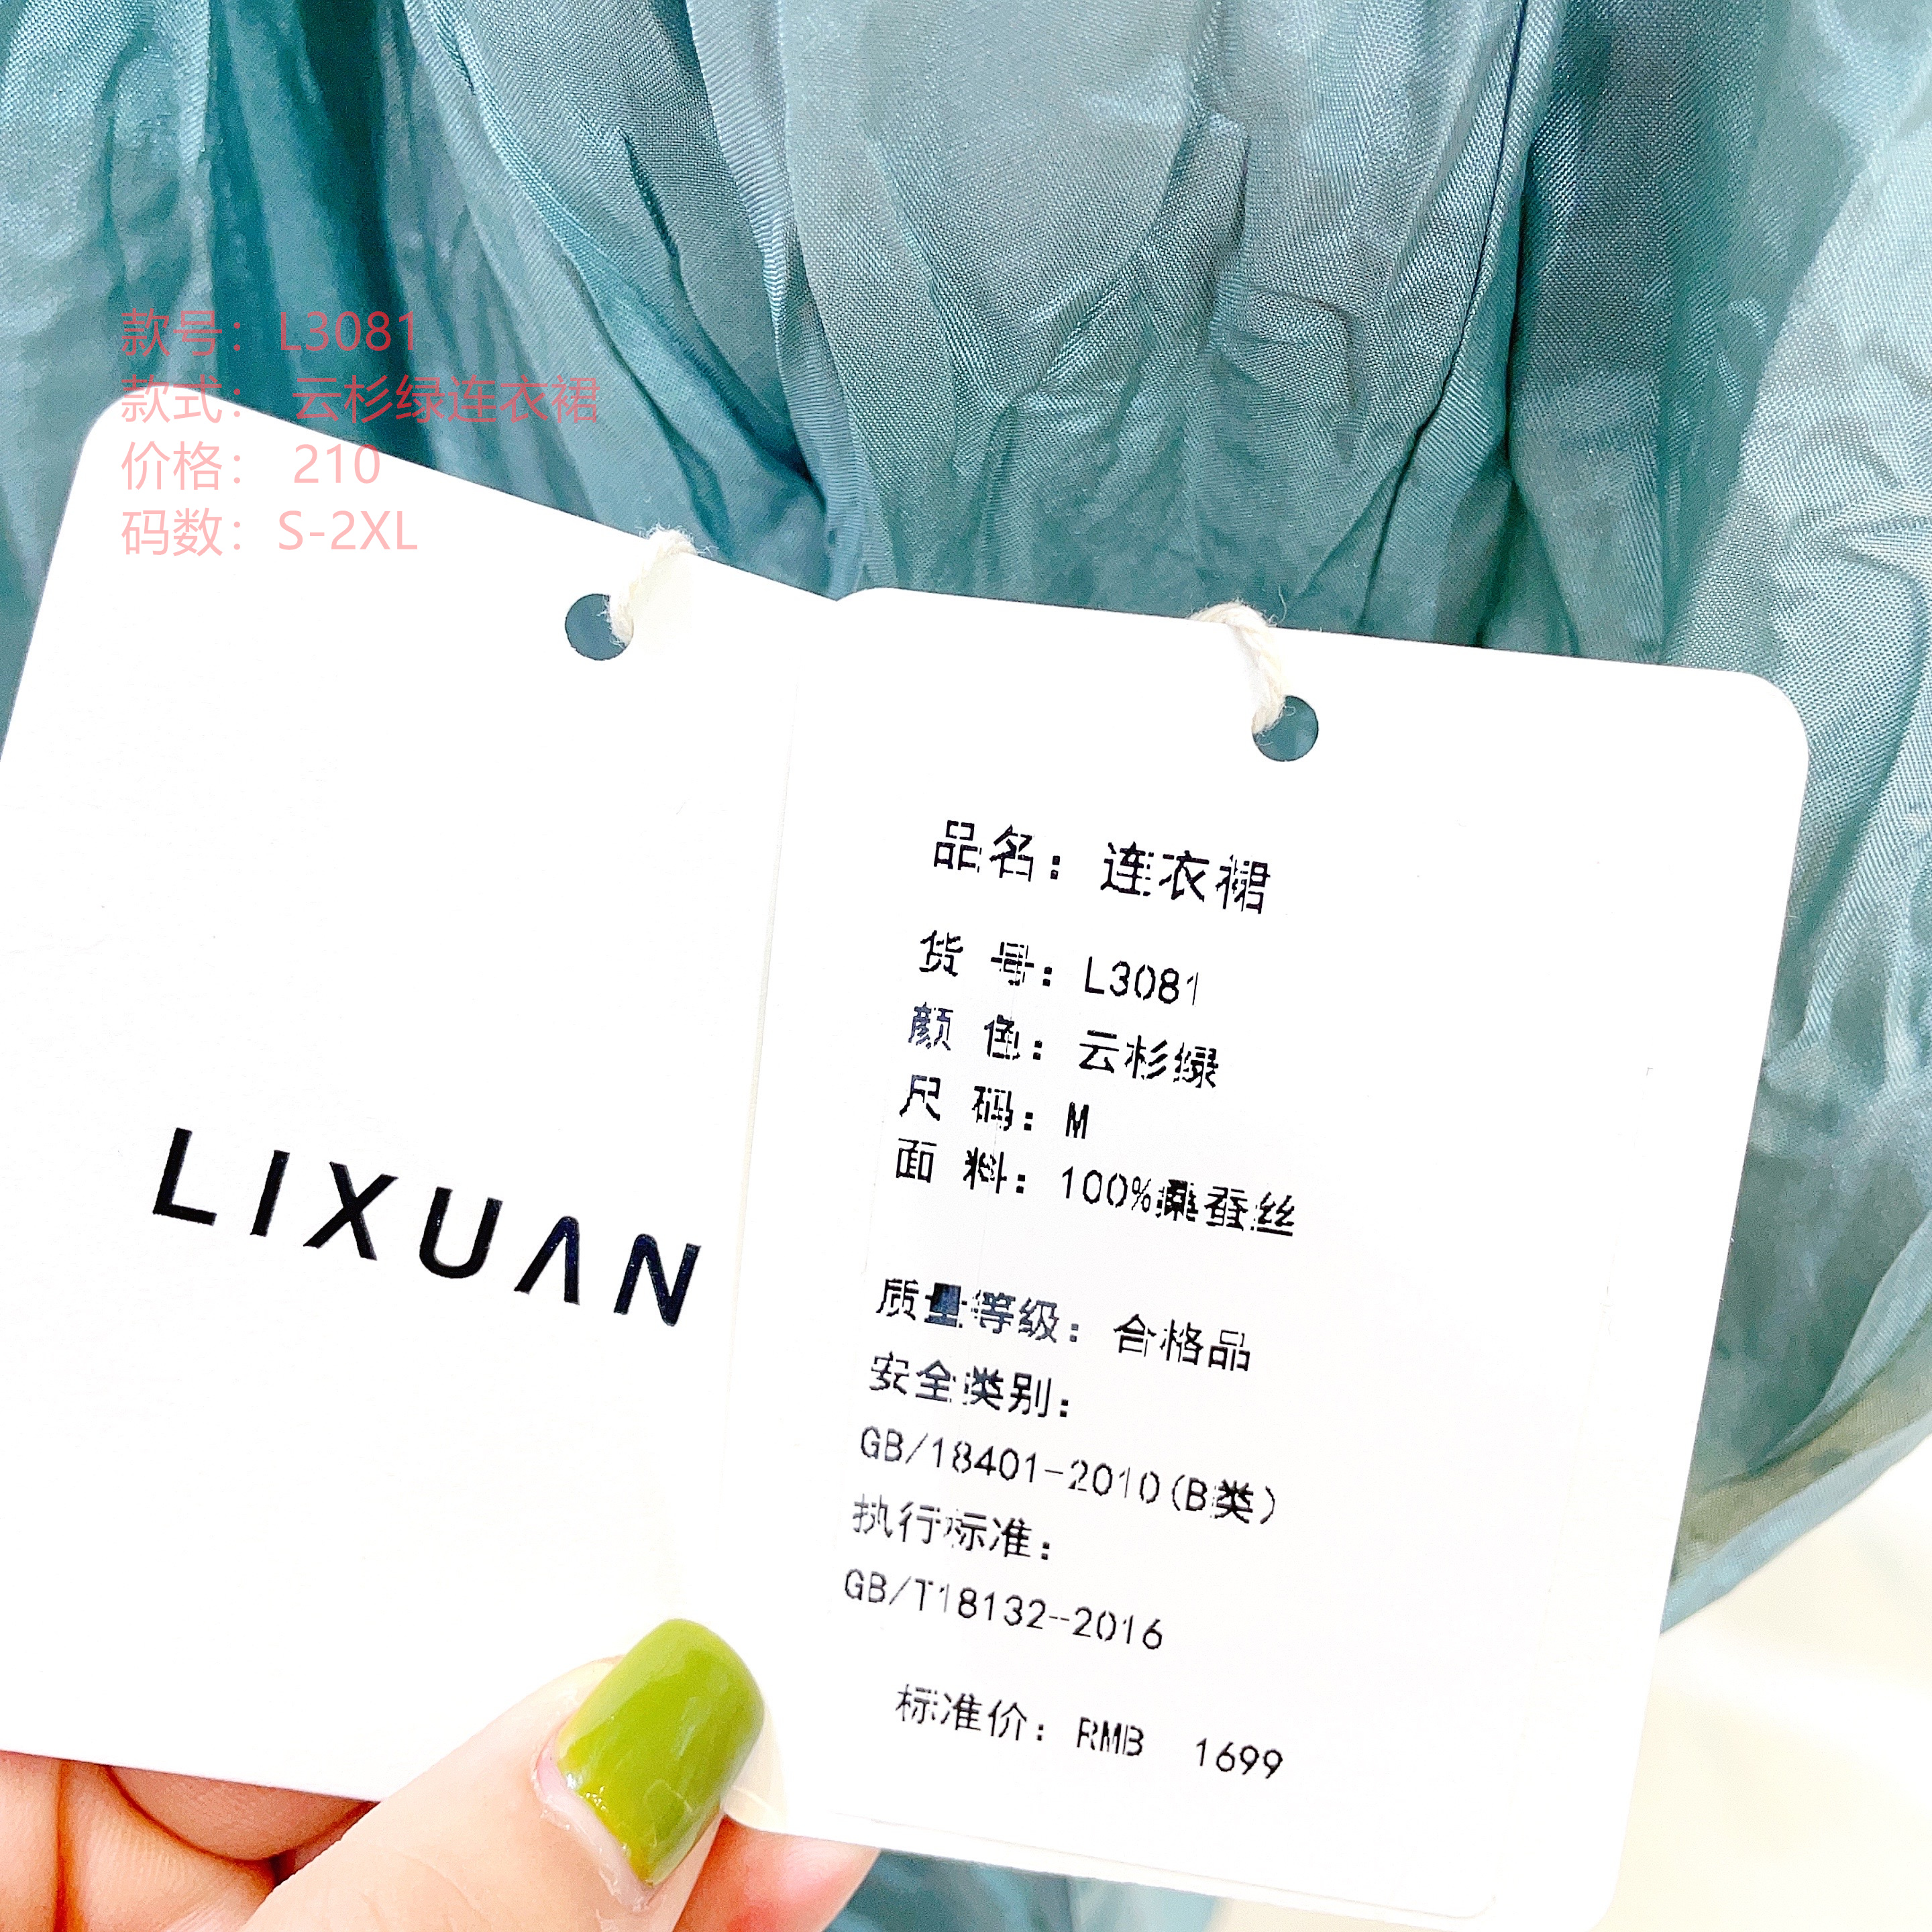 款号：L3081
款式： 云杉绿连衣裙
价格： 210
码数：S-2XL
LIXUAN
品名：连衣裙
货 号：L3081
颜 色：云杉绿
尺 码：M
面 料：100%桑蚕丝
质量等级：合格品
安全类别：
GB/18401-2010(B类)
执行标准：
GB/T18132-2016
标准价：RMB 1699